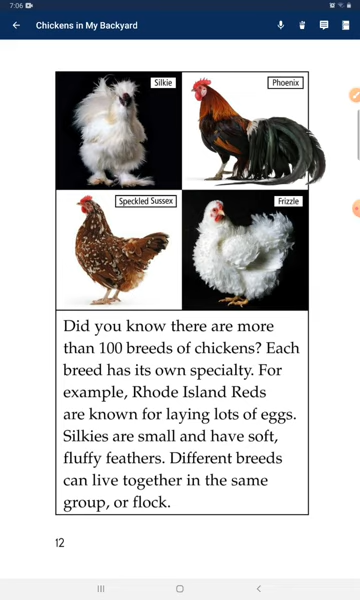 7:06
Chickens in My Backyard
Silkie
Phoenix
Speckled Sussex
Frizzle
Did you know there are more
than 100 breeds of chickens? Each
breed has its own specialty. For
example, Rhode Island Reds
are known for laying lots of eggs.
Silkies are small and have soft,
fluffy feathers. Different breeds
can live together in the same
group, or flock.
12